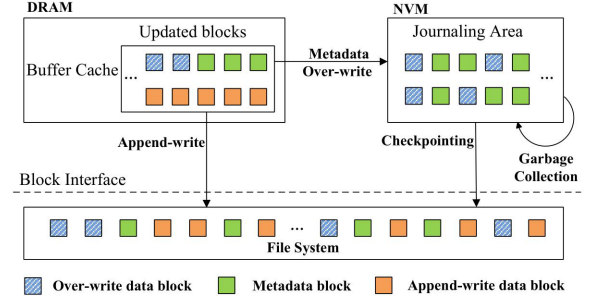 DRAM
NVM
Updated blocks
Buffer Cache
...
Metadata
Over-write
Journaling Area
...
Append-write
Checkpointing
Garbage
Collection
Block Interface
...
File System
Over-write data block
Metadata block
Append-write data block